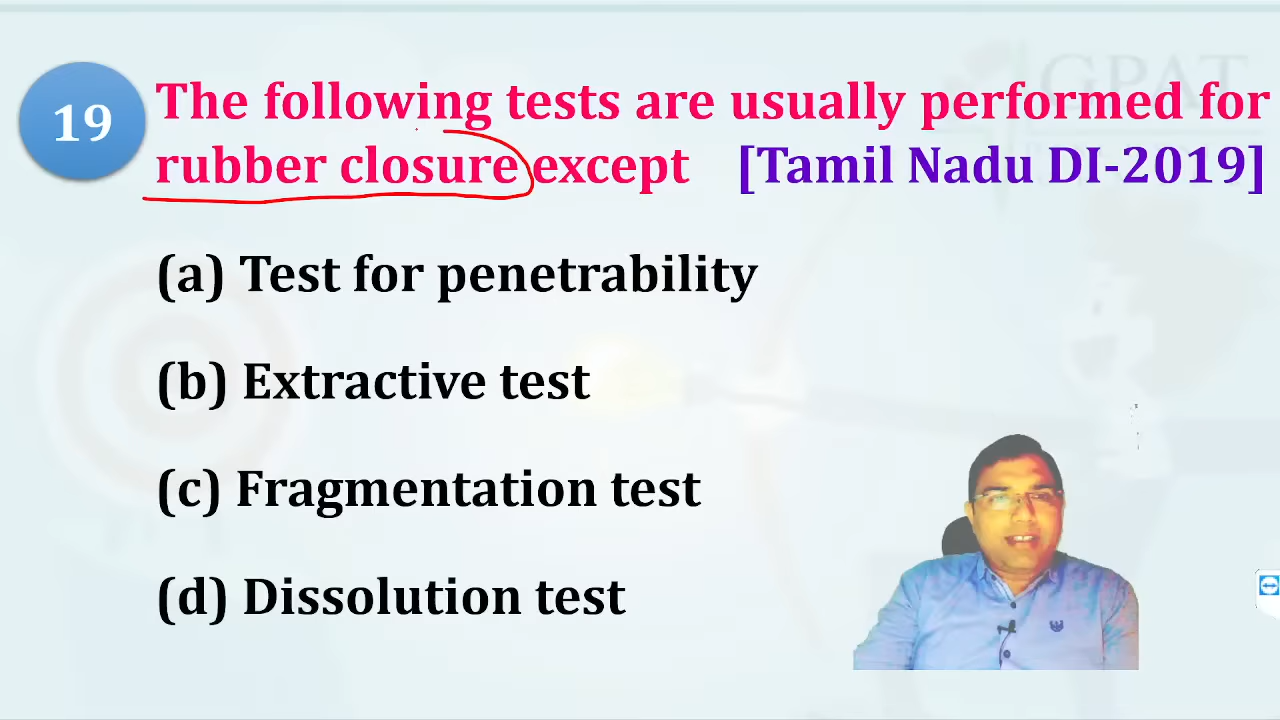 GPAT
19
The following tests are usually performed for
rubber closure except [Tamil Nadu DI-2019]
(a) Test for penetrability
(b) Extractive test
(c) Fragmentation test
(d) Dissolution test